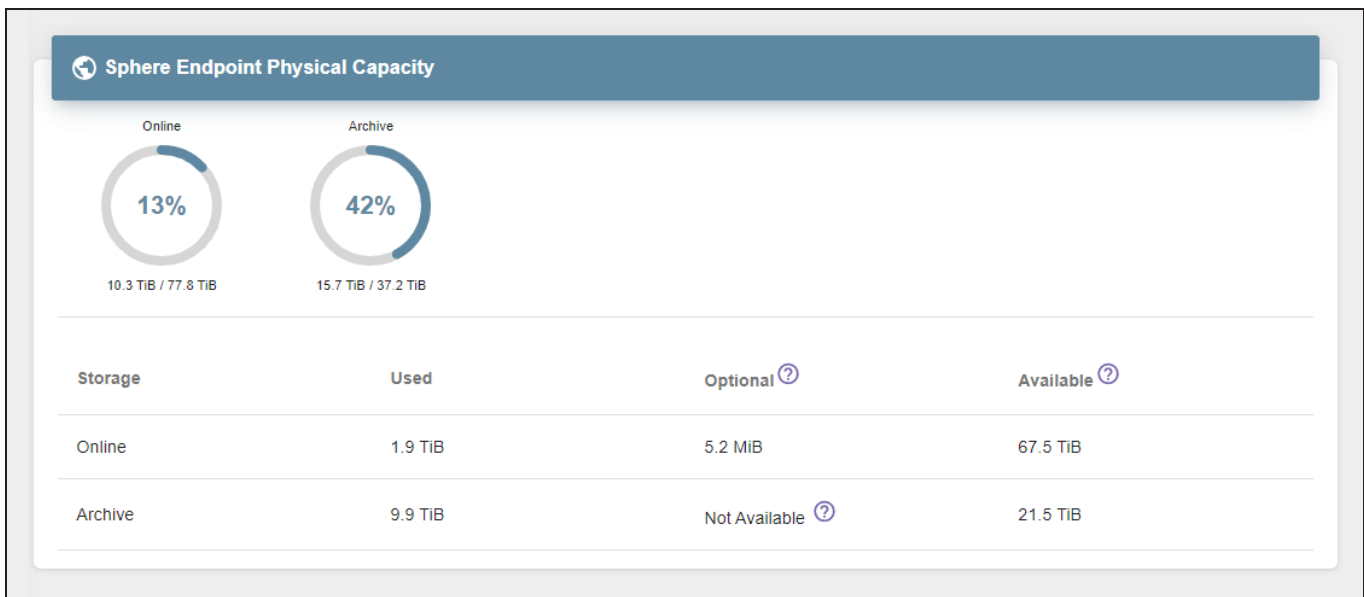 Sphere Endpoint Physical Capacity
Online Archive
13% 42%
10.3 TiB / 77.8 TiB 15.7 TiB / 37.2 TiB
Storage Used Optional ? Available ?
Online 1.9 TiB 5.2 MiB 67.5 TiB
Archive 9.9 TiB Not Available ? 21.5 TiB